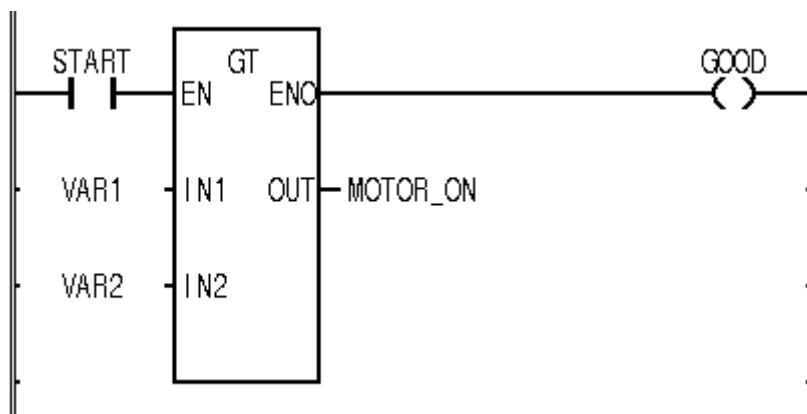 START GT GOOD
EN ENO
VAR1 IN1 OUT MOTOR_ON
VAR2 IN2